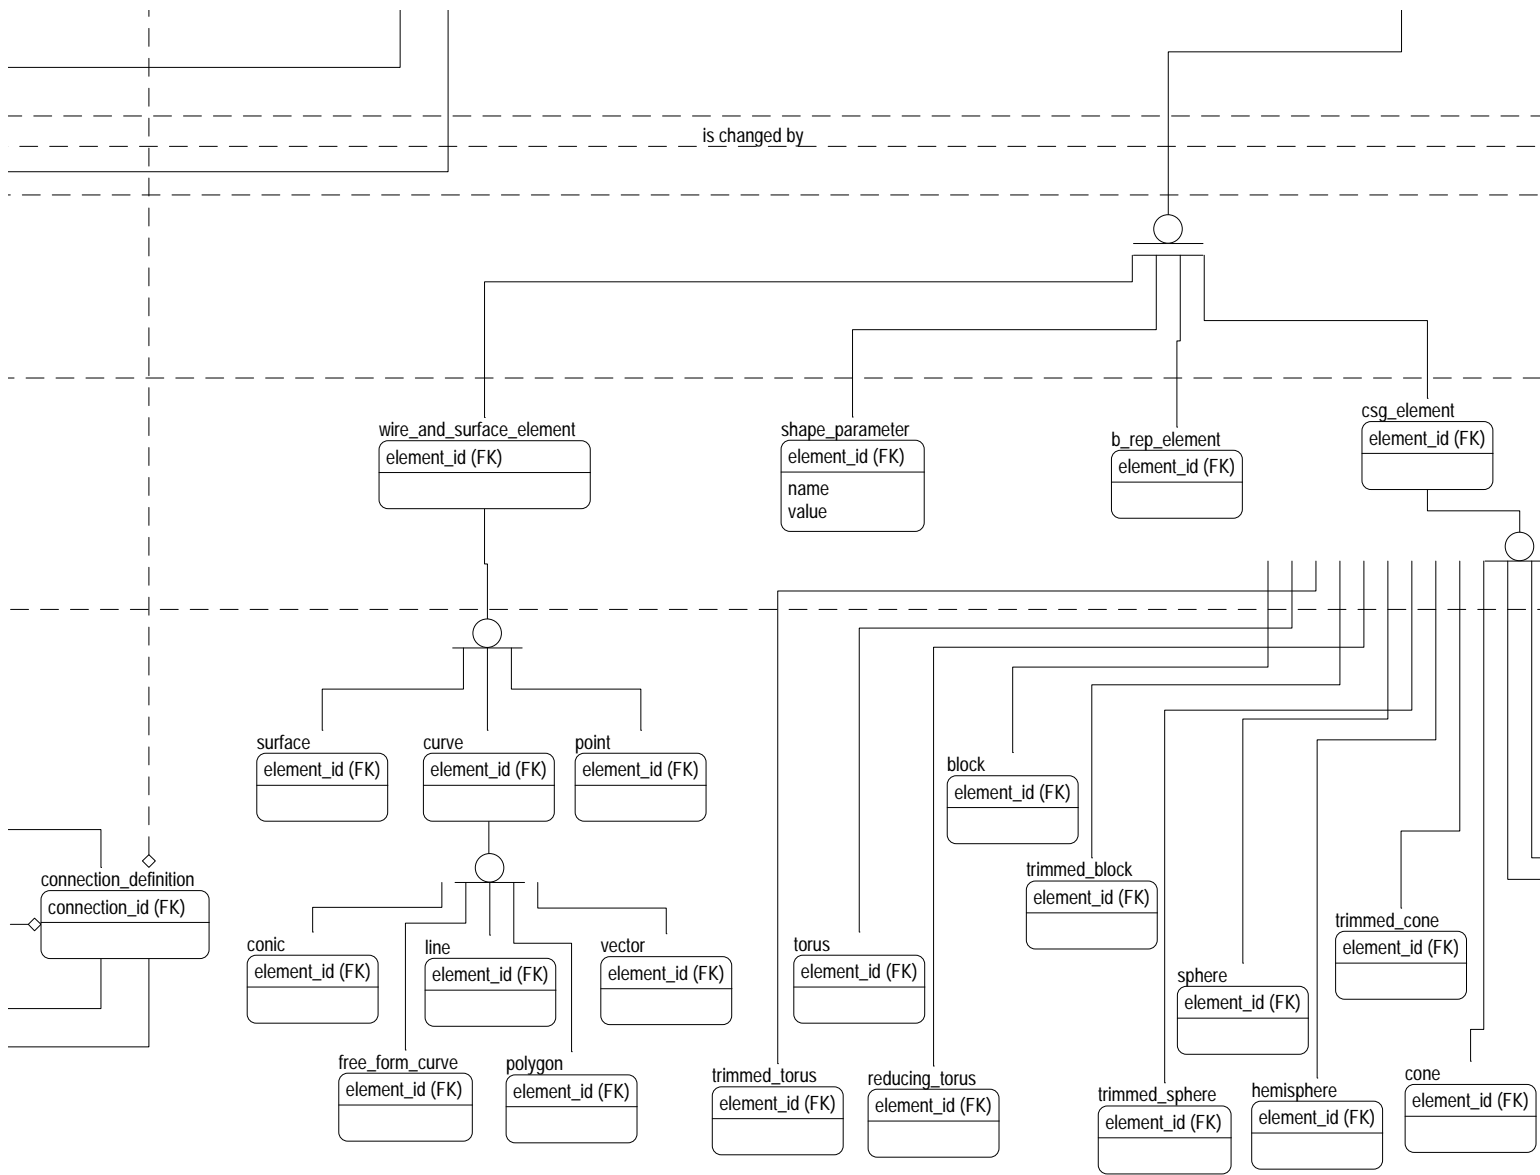 is changed by
wire_and_surface_element
element_id (FK)
shape_parameter
element_id (FK)
name
value
b_rep_element
element_id (FK)
csg_element
element_id (FK)
surface
element_id (FK)
curve
element_id (FK)
point
element_id (FK)
block
element_id (FK)
trimmed_block
element_id (FK)
connection_definition
connection_id (FK)
conic
element_id (FK)
line
element_id (FK)
vector
element_id (FK)
torus
element_id (FK)
sphere
element_id (FK)
trimmed_cone
element_id (FK)
free_form_curve
element_id (FK)
polygon
element_id (FK)
trimmed_torus
element_id (FK)
reducing_torus
element_id (FK)
trimmed_sphere
element_id (FK)
hemisphere
element_id (FK)
cone
element_id (FK)